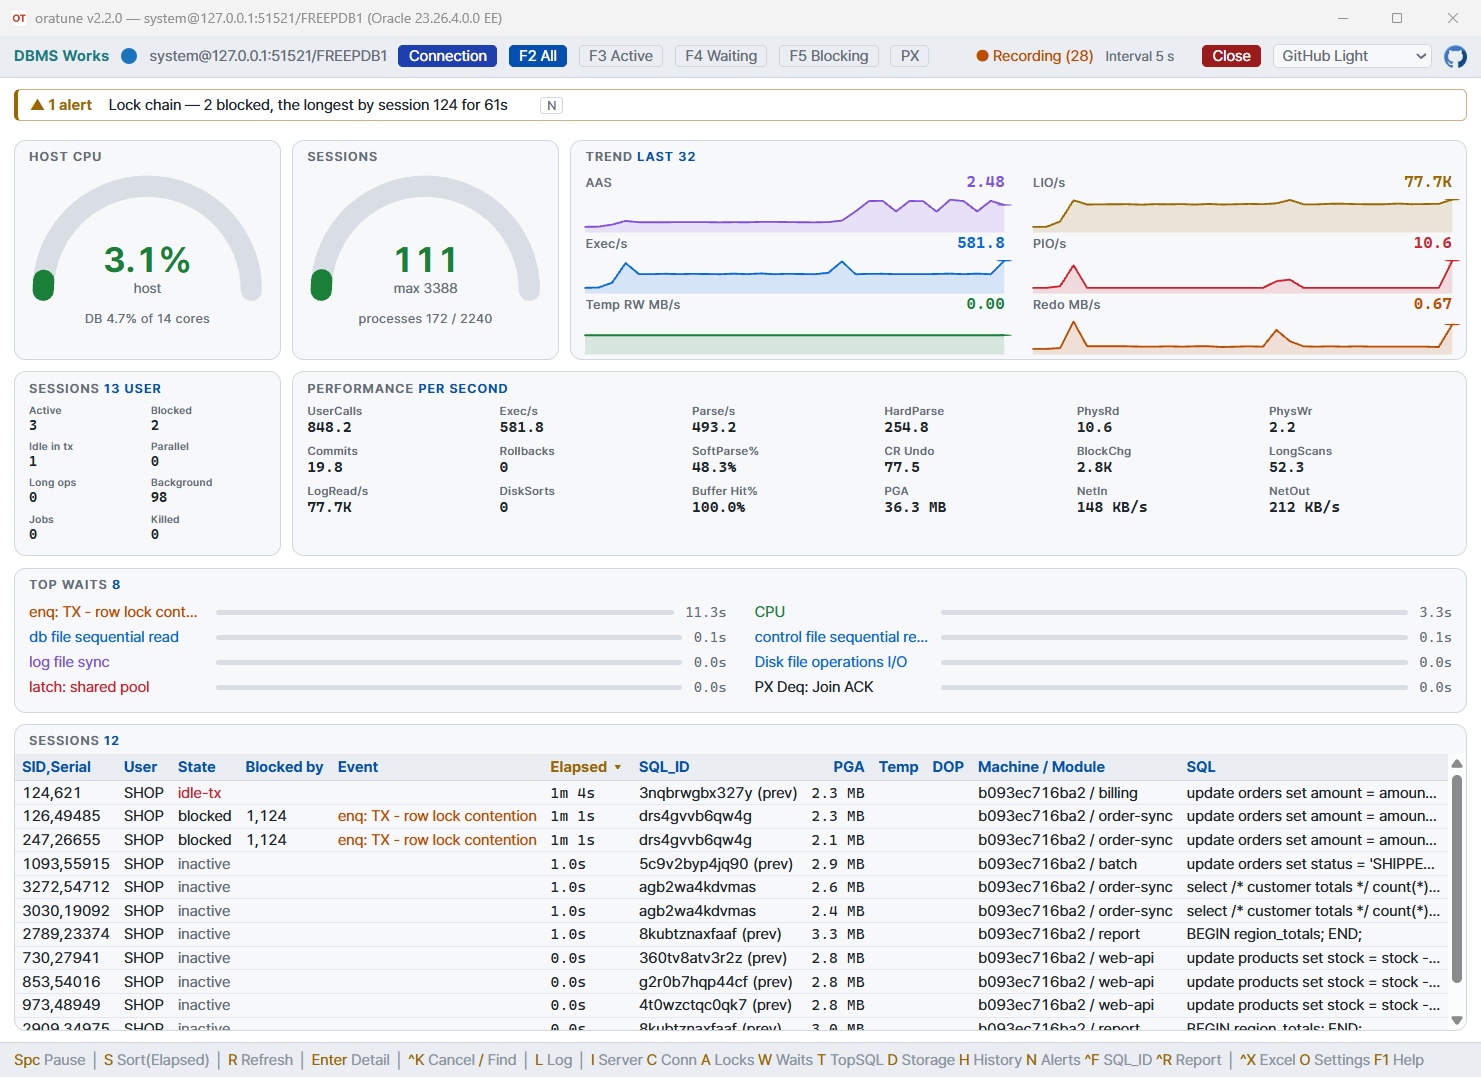 OT oratune v2.2.0 — system@127.0.0.1:51521/FREEPDB1 (Oracle 23.26.4.0.0 EE)
DBMS Works system@127.0.0.1:51521/FREEPDB1 Connection F2 All F3 Active F4 Waiting F5 Blocking PX Recording (28) Interval 5 s Close GitHub Light
1 alert Lock chain — 2 blocked, the longest by session 124 for 61s N
HOST CPU
3.1%
host
DB 4.7% of 14 cores
SESSIONS
111
max 3388
processes 172 / 2240
TREND LAST 32
AAS 2.48 LIO/s 77.7K
Exec/s 581.8 PIO/s 10.6
Temp RW MB/s 0.00 Redo MB/s 0.67
SESSIONS 13 USER
Active Blocked
3 2
Idle in tx Parallel
1 0
Long ops Background
0 98
Jobs Killed
0 0
PERFORMANCE PER SECOND
UserCalls Exec/s Parse/s HardParse PhysRd PhysWr
848.2 581.8 493.2 254.8 10.6 2.2
Commits Rollbacks SoftParse% CR Undo BlockChg LongScans
19.8 0 48.3% 77.5 2.8K 52.3
LogRead/s DiskSorts Buffer Hit% PGA NetIn NetOut
77.7K 0 100.0% 36.3 MB 148 KB/s 212 KB/s
TOP WAITS 8
enq: TX - row lock cont... 11.3s CPU 3.3s
db file sequential read 0.1s control file sequential re... 0.1s
log file sync 0.0s Disk file operations I/O 0.0s
latch: shared pool 0.0s PX Deq: Join ACK 0.0s
SESSIONS 12
SID,Serial User State Blocked by Event Elapsed SQL_ID PGA Temp DOP Machine / Module SQL
124,621 SHOP idle-tx 1m 4s 3nqbrwgbx327y (prev) 2.3 MB b093ec716ba2 / billing update orders set amount = amoun...
126,49485 SHOP blocked 1,124 enq: TX - row lock contention 1m 1s drs4gvvb6qw4g 2.3 MB b093ec716ba2 / order-sync update orders set amount = amoun...
247,26655 SHOP blocked 1,124 enq: TX - row lock contention 1m 1s drs4gvvb6qw4g 2.1 MB b093ec716ba2 / order-sync update orders set amount = amoun...
1093,55915 SHOP inactive 1.0s 5c9v2byp4jq90 (prev) 2.9 MB b093ec716ba2 / batch update orders set status = 'SHIPPE...
3272,54712 SHOP inactive 1.0s agb2wa4kdvmas 2.6 MB b093ec716ba2 / order-sync select /* customer totals */ count(*)...
3030,19092 SHOP inactive 1.0s agb2wa4kdvmas 2.4 MB b093ec716ba2 / order-sync select /* customer totals */ count(*)...
2789,23374 SHOP inactive 1.0s 8kubtznaxfaaf (prev) 3.3 MB b093ec716ba2 / report BEGIN region_totals; END;
730,27941 SHOP inactive 0.0s 360tv8atv3r2z (prev) 2.8 MB b093ec716ba2 / web-api update products set stock = stock -...
853,54016 SHOP inactive 0.0s g2r0b7hqp44cf (prev) 2.8 MB b093ec716ba2 / web-api update products set stock = stock -...
973,48949 SHOP inactive 0.0s 4t0wzctqc0qk7 (prev) 2.8 MB b093ec716ba2 / web-api update products set stock = stock -...
2909,34975 SHOP inactive 0.0s 8kubtznaxfaaf (prev) 3.0 MB b093ec716ba2 / report BEGIN region_totals; END;
Spc Pause | S Sort(Elapsed) | R Refresh | Enter Detail | ^K Cancel / Find | L Log | I Server C Conn A Locks W Waits T TopSQL D Storage H History N Alerts ^F SQL_ID ^R Report | ^X Excel O Settings F1 Help